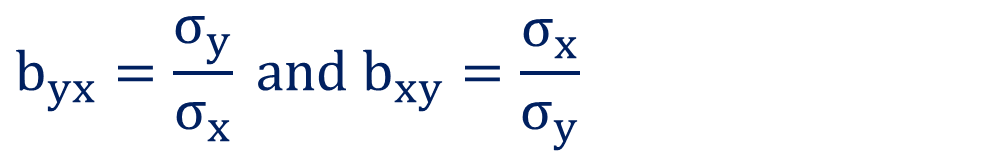 b_yx = σ_y/σ_x and b_xy = σ_x/σ_y